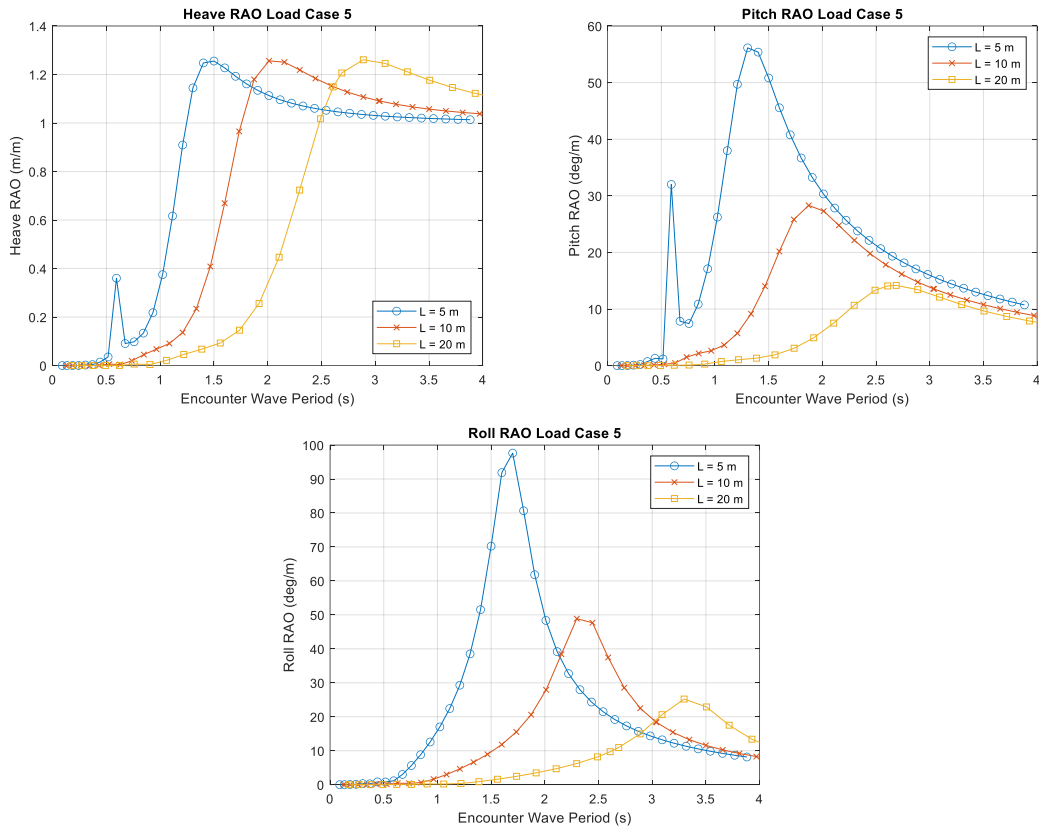 Heave RAO Load Case 5
1.4
1.2
1
0.8
0.6
0.4
0.2
0
Heave RAO (m/m)
0 0.5 1 1.5 2 2.5 3 3.5 4
Encounter Wave Period (s)
L = 5 m
L = 10 m
L = 20 m
Pitch RAO Load Case 5
60
50
40
30
20
10
0
Pitch RAO (deg/m)
0 0.5 1 1.5 2 2.5 3 3.5 4
Encounter Wave Period (s)
L = 5 m
L = 10 m
L = 20 m
Roll RAO Load Case 5
100
90
80
70
60
50
40
30
20
10
0
Roll RAO (deg/m)
0 0.5 1 1.5 2 2.5 3 3.5 4
Encounter Wave Period (s)
L = 5 m
L = 10 m
L = 20 m